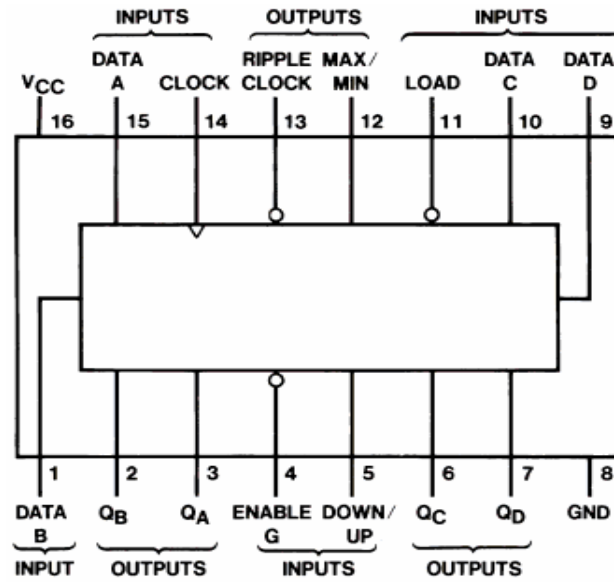 INPUTS OUTPUTS INPUTS
DATA RIPPLE MAX/ DATA DATA
VCC A CLOCK CLOCK MIN LOAD C D
16 15 14 13 12 11 10 9
1 2 3 4 5 6 7 8
DATA QB QA ENABLE DOWN/ QC QD GND
B G UP
INPUT OUTPUTS INPUTS OUTPUTS